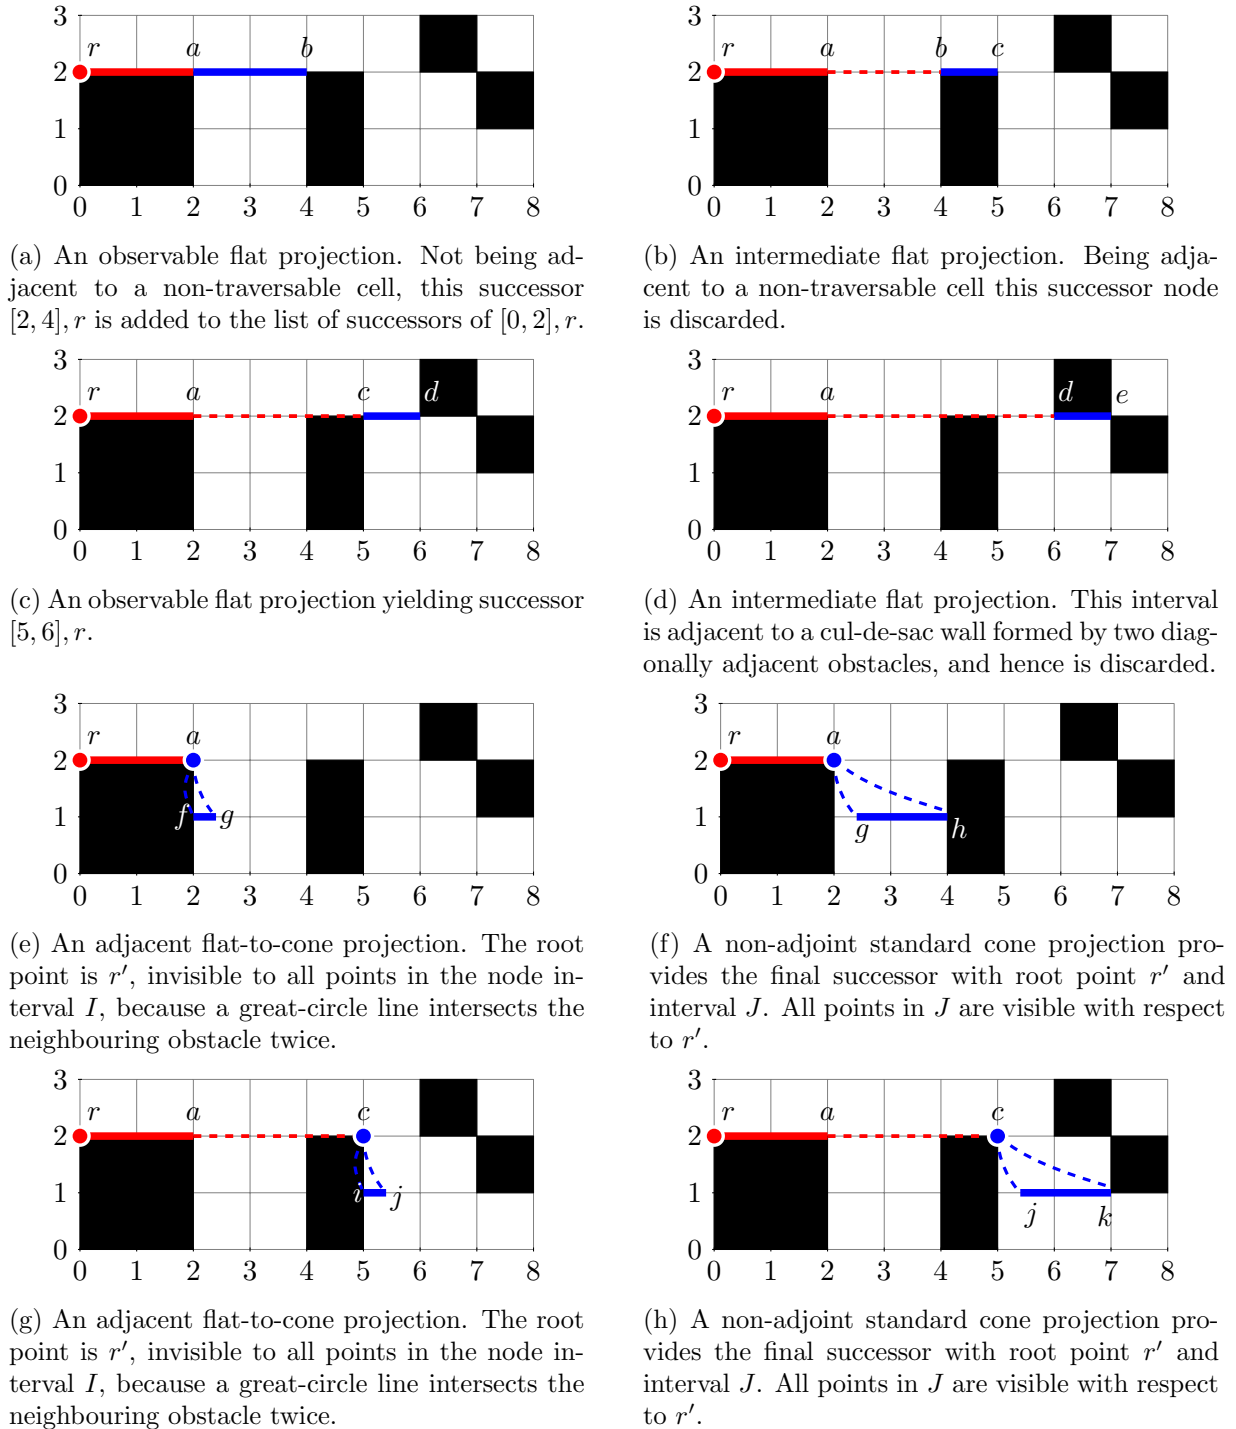 3
r a b
2
1
0
0 1 2 3 4 5 6 7 8
3
r a b c
2
1
0
0 1 2 3 4 5 6 7 8
(a) An observable flat projection. Not being ad-
jacent to a non-traversable cell, this successor
[2, 4], r is added to the list of successors of [0, 2], r.
(b) An intermediate flat projection. Being adja-
cent to a non-traversable cell this successor node
is discarded.
3
r a c d
2
1
0
0 1 2 3 4 5 6 7 8
3
r a d e
2
1
0
0 1 2 3 4 5 6 7 8
(c) An observable flat projection yielding successor
[5, 6], r.
(d) An intermediate flat projection. This interval
is adjacent to a cul-de-sac wall formed by two diag-
onally adjacent obstacles, and hence is discarded.
3
r a
2
1 f g
0
0 1 2 3 4 5 6 7 8
3
r a
2
1 g h
0
0 1 2 3 4 5 6 7 8
(e) An adjacent flat-to-cone projection. The root
point is r′, invisible to all points in the node in-
terval I, because a great-circle line intersects the
neighbouring obstacle twice.
(f) A non-adjoint standard cone projection pro-
vides the final successor with root point r′ and
interval J. All points in J are visible with respect
to r′.
3
r a c
2
1 i j
0
0 1 2 3 4 5 6 7 8
3
r a c
2
1 j k
0
0 1 2 3 4 5 6 7 8
(g) An adjacent flat-to-cone projection. The root
point is r′, invisible to all points in the node in-
terval I, because a great-circle line intersects the
neighbouring obstacle twice.
(h) A non-adjoint standard cone projection pro-
vides the final successor with root point r′ and
interval J. All points in J are visible with respect
to r′.